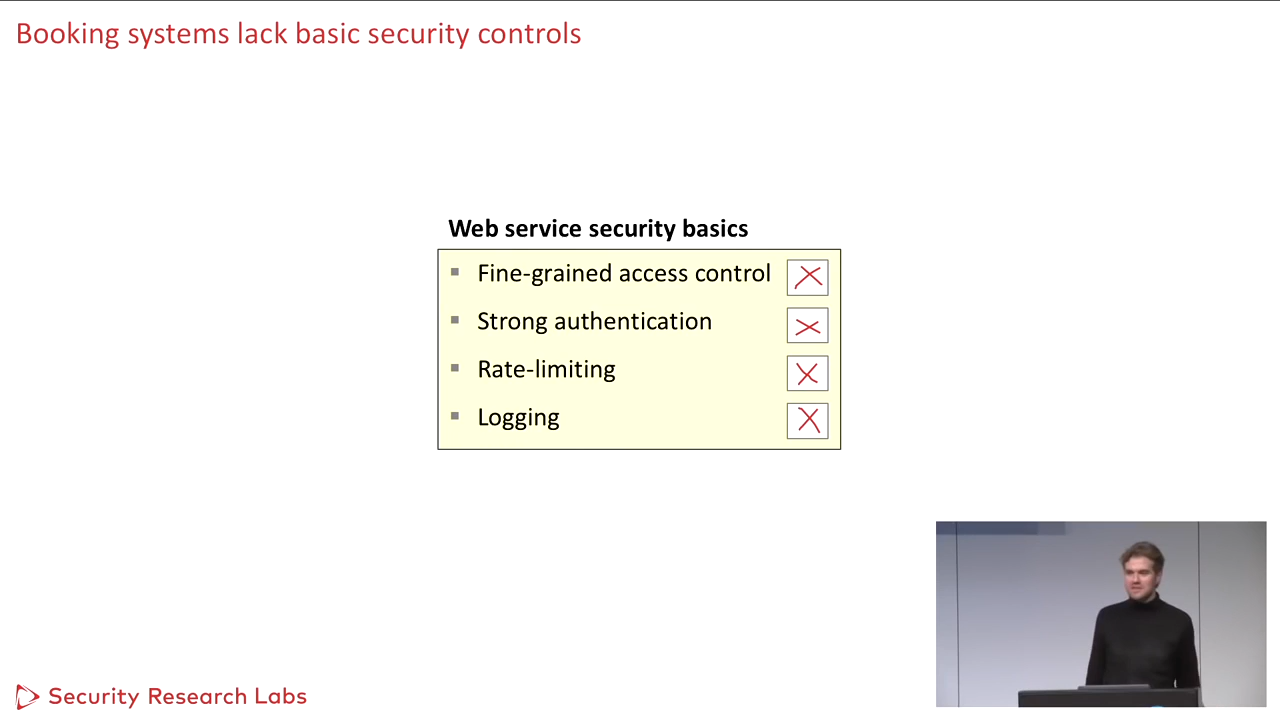 Booking systems lack basic security controls
Web service security basics
Fine-grained access control
Strong authentication
Rate-limiting
Logging
Security Research Labs